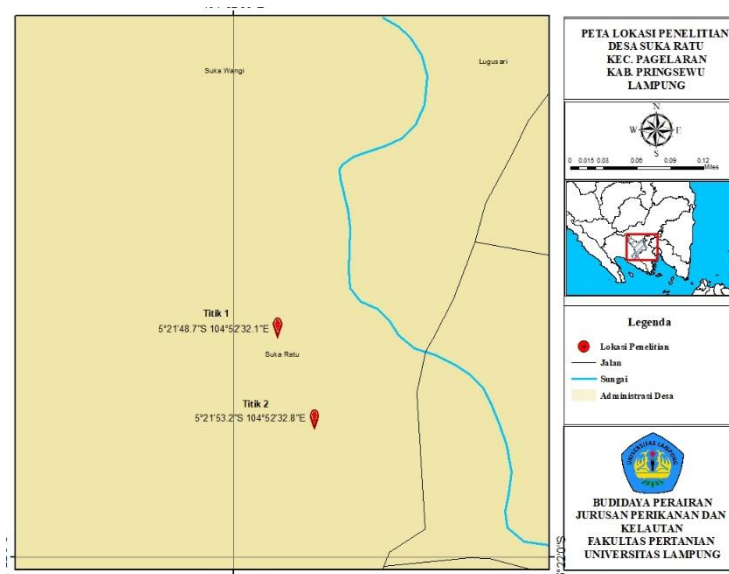 Suka Wangi
Lugusari
Titik 1
5°21'48.7"S 104°52'32.1"E
Suka Ratu
Titik 2
5°21'53.2"S 104°52'32.8"E
PETA LOKASI PENELITIAN
DESA SUKA RATU
KEC. PAGELARAN
KAB. PRINGSEWU
LAMPUNG
N
W E
S
0 0.015 0.03 0.06 0.09 0.12
Miles
Legenda
Lokasi Penelitian
Jalan
Sungai
Administrasi Desa
UNIVERSITAS LAMPUNG
BUDIDAYA PERAIRAN
JURUSAN PERIKANAN DAN
KELAUTAN
FAKULTAS PERTANIAN
UNIVERSITAS LAMPUNG